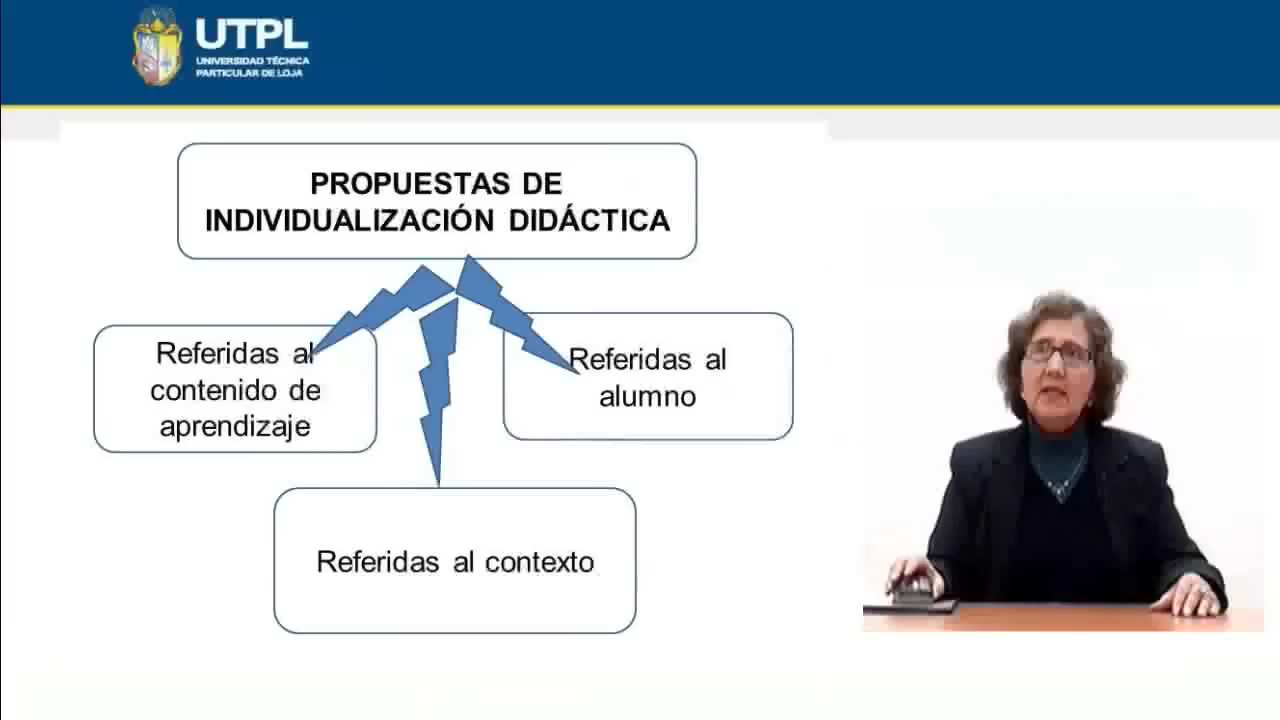 UTPL
UNIVERSIDAD TÉCNICA
PARTICULAR DE LOJA
PROPUESTAS DE
INDIVIDUALIZACIÓN DIDÁCTICA
Referidas al
contenido de
aprendizaje
Referidas al
alumno
Referidas al contexto